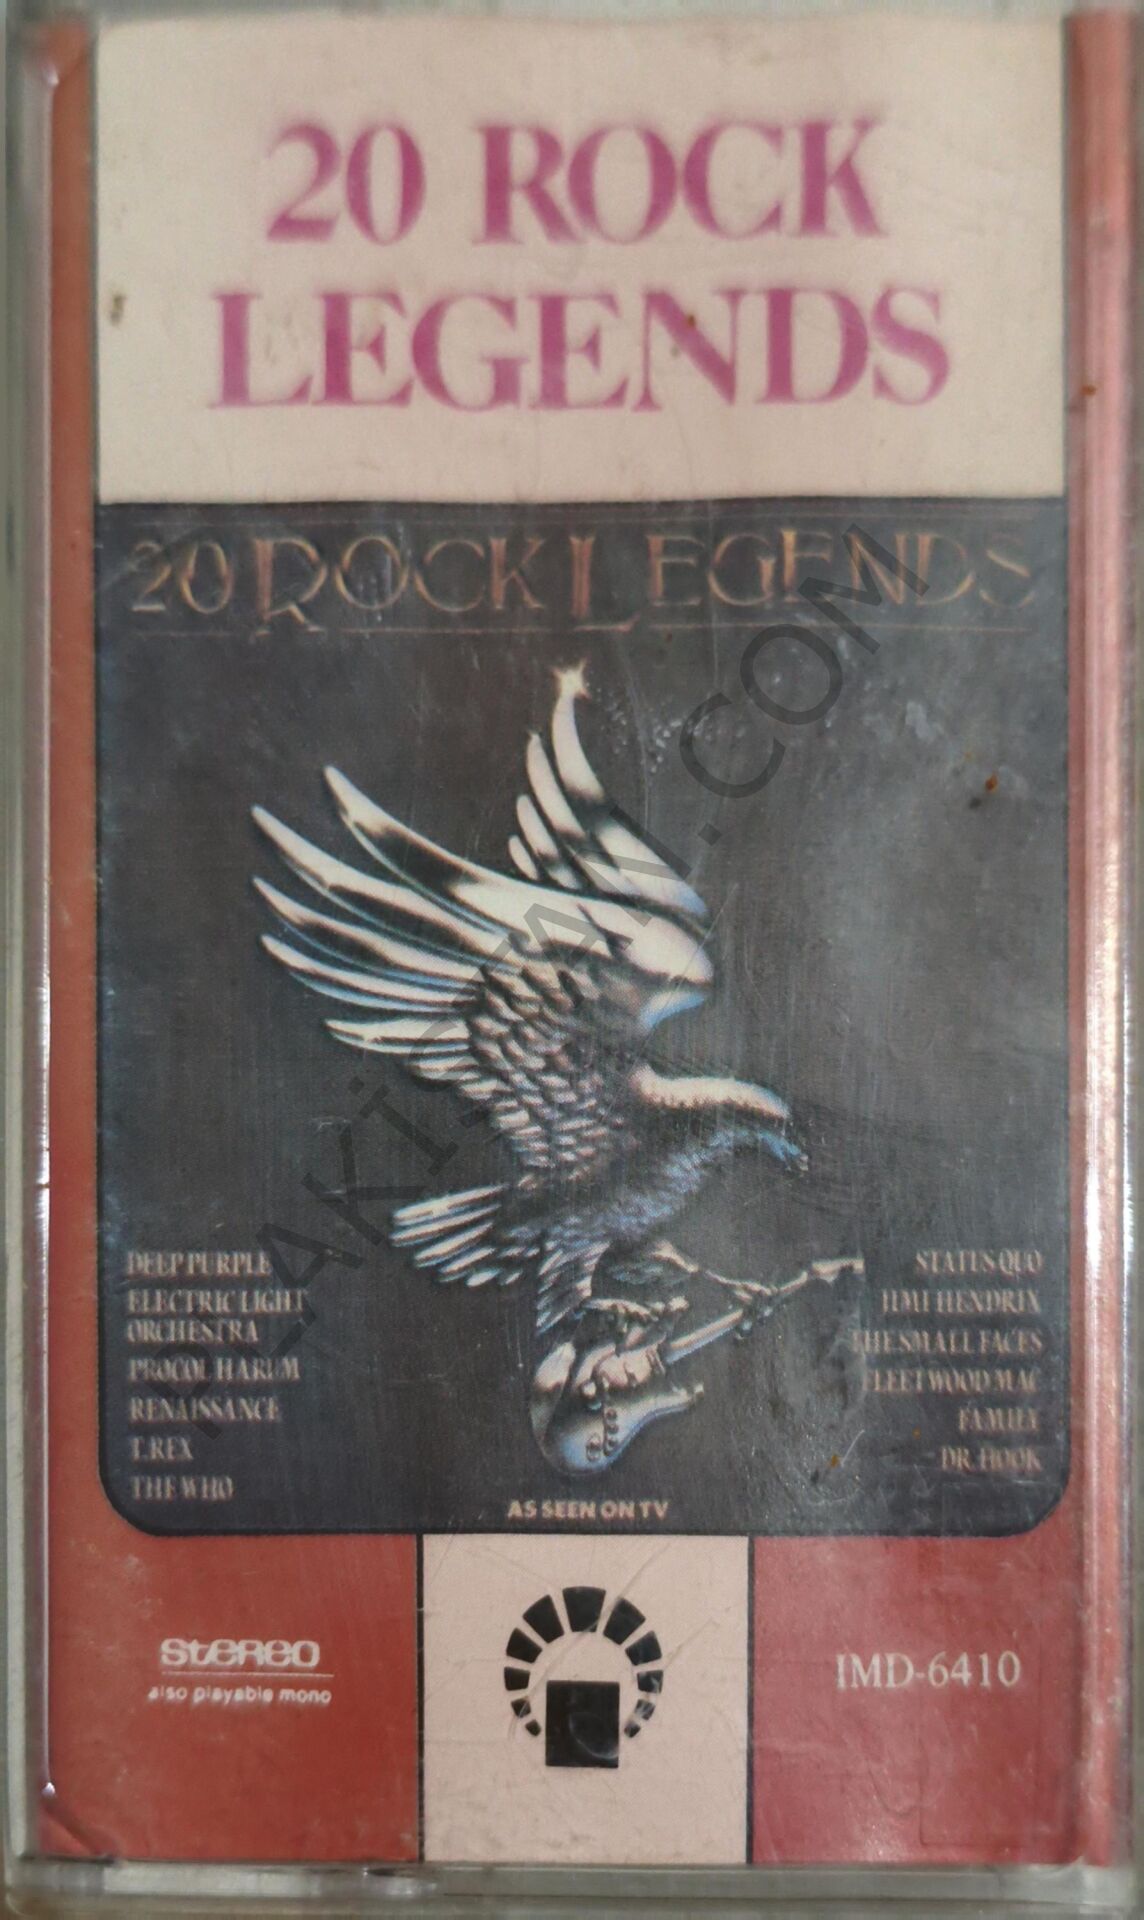 20 ROCK
LEGENDS
20 ROCK LEGENDS
DEEP PURPLE
ELECTRIC LIGHT
ORCHESTRA
PROCOL HARUM
RENAISSANCE
T.REX
THE WHO
STATUS QUO
JIMI HENDRIX
THE SMALL FACES
FLEETWOOD MAC
FAMILY
DR. HOOK
AS SEEN ON TV
stereo
also playable mono
IMD-6410
PLAKiSTAN.COM